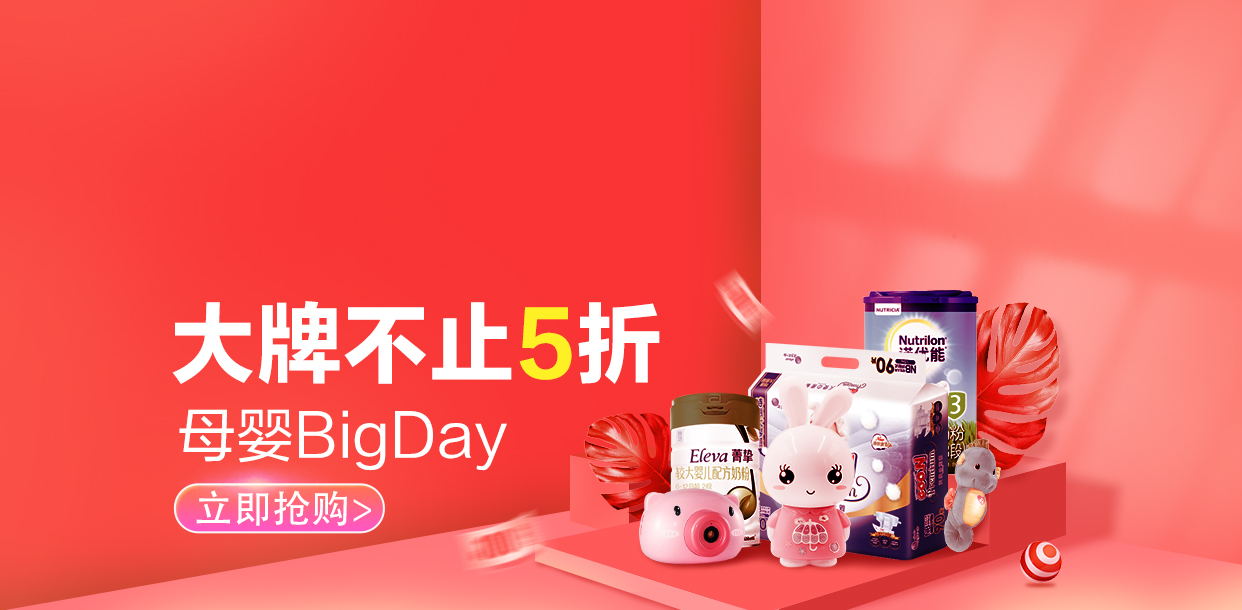 大牌不止5折
母婴BigDay
立即抢购>
NUTRICIA
Nutrilon
诺优能
3
Eleva 菁挚
较大婴儿配方奶粉